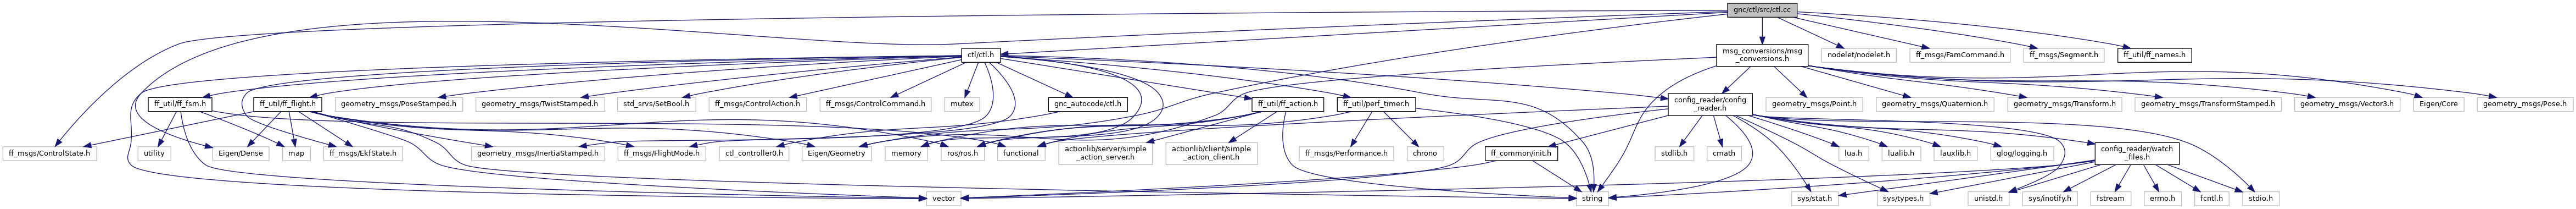 gnc/ctl/src/ctl.cc
ctl/ctl.h
msg_conversions/msg
_conversions.h
nodelet/nodelet.h
ff_msgs/FamCommand.h
ff_msgs/Segment.h
ff_util/ff_names.h
ff_util/ff_fsm.h
ff_util/ff_flight.h
geometry_msgs/PoseStamped.h
geometry_msgs/TwistStamped.h
std_srvs/SetBool.h
ff_msgs/ControlAction.h
ff_msgs/ControlCommand.h
mutex
gnc_autocode/ctl.h
ff_util/ff_action.h
ff_util/perf_timer.h
config_reader/config
_reader.h
geometry_msgs/Point.h
geometry_msgs/Quaternion.h
geometry_msgs/Transform.h
geometry_msgs/TransformStamped.h
geometry_msgs/Vector3.h
Eigen/Core
geometry_msgs/Pose.h
ff_msgs/ControlState.h
utility
Eigen/Dense
map
ff_msgs/EkfState.h
geometry_msgs/InertiaStamped.h
ff_msgs/FlightMode.h
ctl_controller0.h
Eigen/Geometry
memory
ros/ros.h
functional
actionlib/server/simple
_action_server.h
actionlib/client/simple
_action_client.h
ff_msgs/Performance.h
chrono
ff_common/init.h
stdlib.h
cmath
lua.h
lualib.h
lauxlib.h
glog/logging.h
config_reader/watch
_files.h
vector
string
sys/stat.h
sys/types.h
unistd.h
sys/inotify.h
fstream
errno.h
fcntl.h
stdio.h